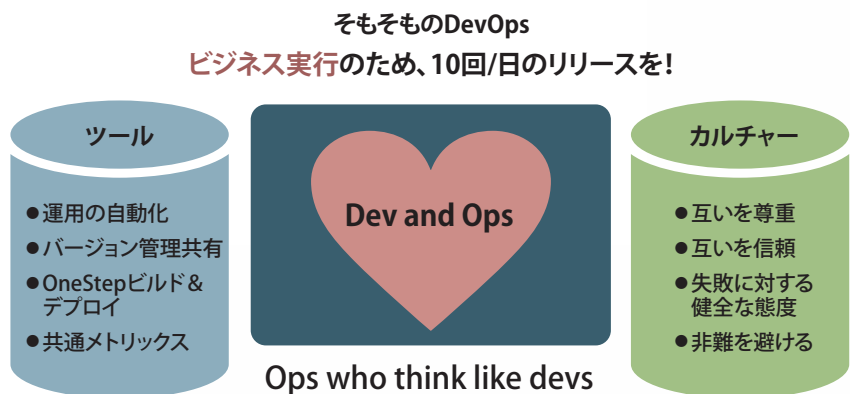 そもそものDevOps
ビジネス実行のため、10回/日のリリースを!
ツール
●運用の自動化
●バージョン管理共有
●OneStepビルド&
デプロイ
●共通メトリックス
Dev and Ops
Ops who think like devs
カルチャー
●互いを尊重
●互いを信頼
●失敗に対する
健全な態度
●非難を避ける